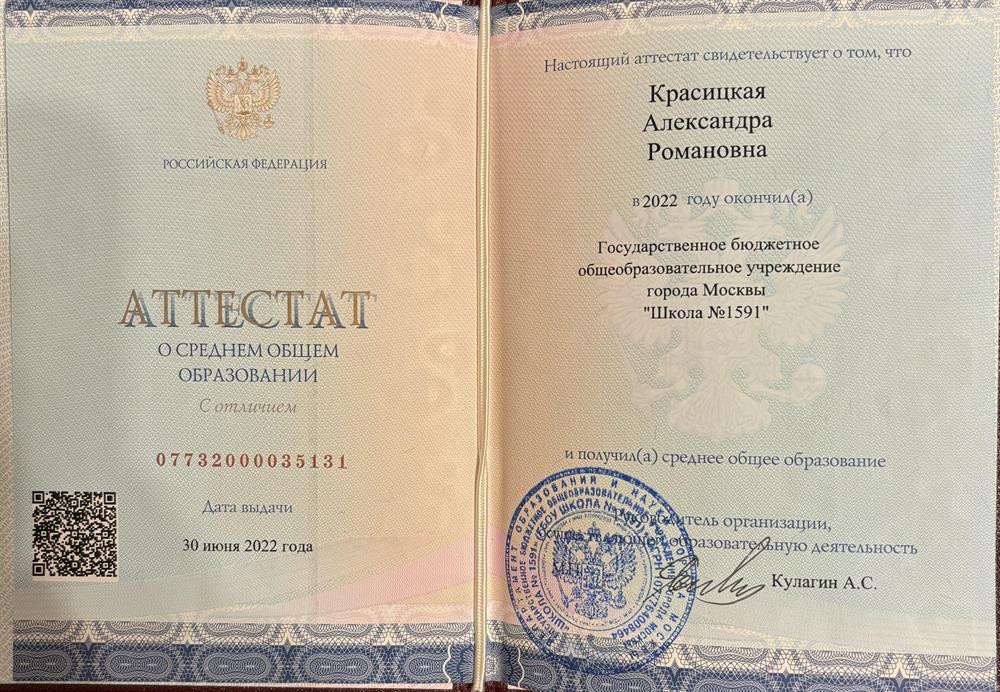 РОССИЙСКАЯ ФЕДЕРАЦИЯ
АТТЕСТАТ
О СРЕДНЕМ ОБЩЕМ
ОБРАЗОВАНИИ
С отличием
07732000035131
Дата выдачи
30 июня 2022 года
Настоящий аттестат свидетельствует о том, что
Красицкая
Александра
Романовна
в 2022 году окончил(а)
Государственное бюджетное
общеобразовательное учреждение
города Москвы
"Школа №1591"
и получил(а) среднее общее образование
Руководитель организации,
осуществляющей образовательную деятельность
Кулагин А.С.